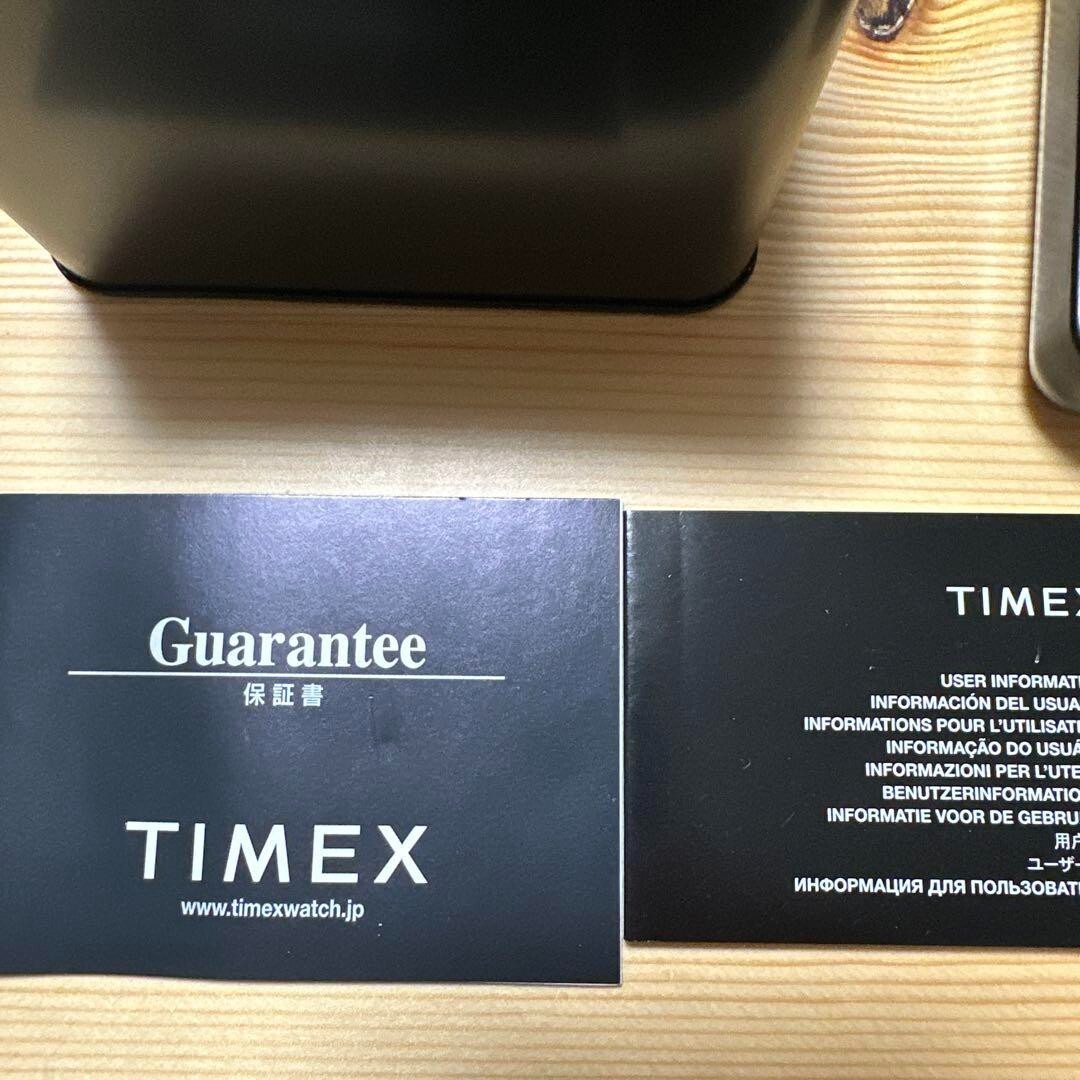 Guarantee
保証書
TIMEX
www.timexwatch.jp
TIMEX
USER INFORMATI
INFORMACIÓN DEL USUA
INFORMATIONS POUR L'UTILISAT
INFORMAÇÃO DO USUÁ
INFORMAZIONI PER L'UTE
BENUTZERINFORMATIO
INFORMATIE VOOR DE GEBRU
用户
ユーザー
ИНФОРМАЦИЯ ДЛЯ ПОЛЬЗОВАТ